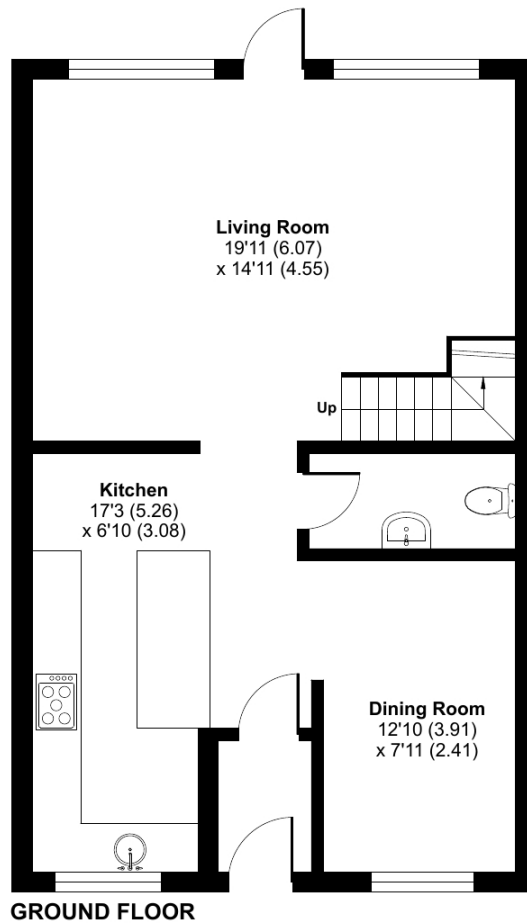 Living Room
19'11 (6.07)
x 14'11 (4.55)
Up
Kitchen
17'3 (5.26)
x 6'10 (3.08)
Dining Room
12'10 (3.91)
x 7'11 (2.41)
GROUND FLOOR